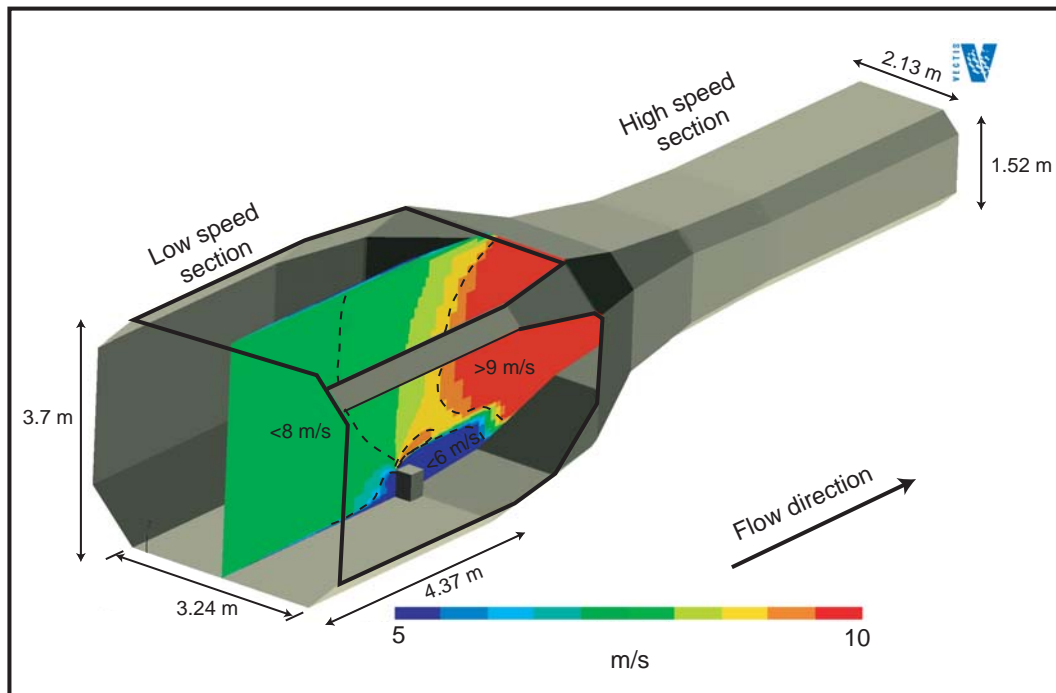 VECTIS
2.13 m
High speed
section
1.52 m
Low speed
section
3.7 m
>9 m/s
<8 m/s
<6 m/s
Flow direction
3.24 m
4.37 m
5
10
m/s